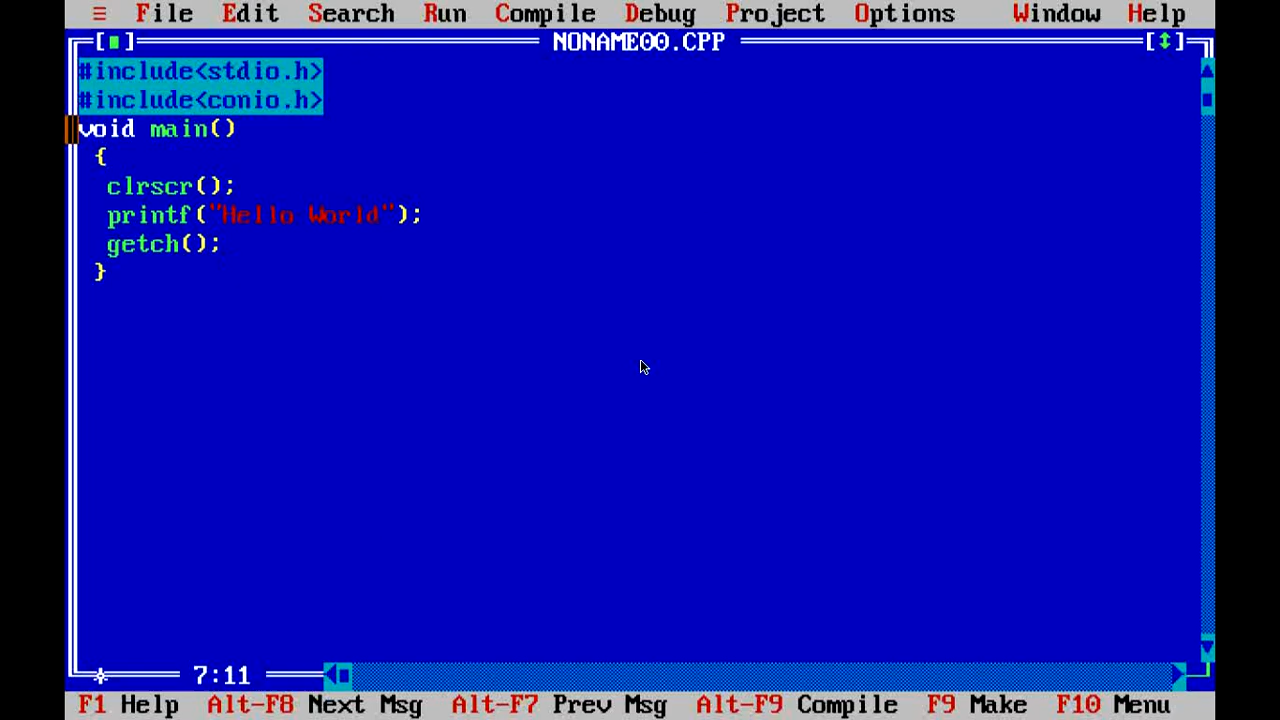 ≡ File Edit Search Run Compile Debug Project Options Window Help
[■] NONAME00.CPP [↕]
#include<stdio.h>
#include<conio.h>
void main()
{
clrscr();
printf("Hello World");
getch();
}
* 7:11
F1 Help Alt-F8 Next Msg Alt-F7 Prev Msg Alt-F9 Compile F9 Make F10 Menu